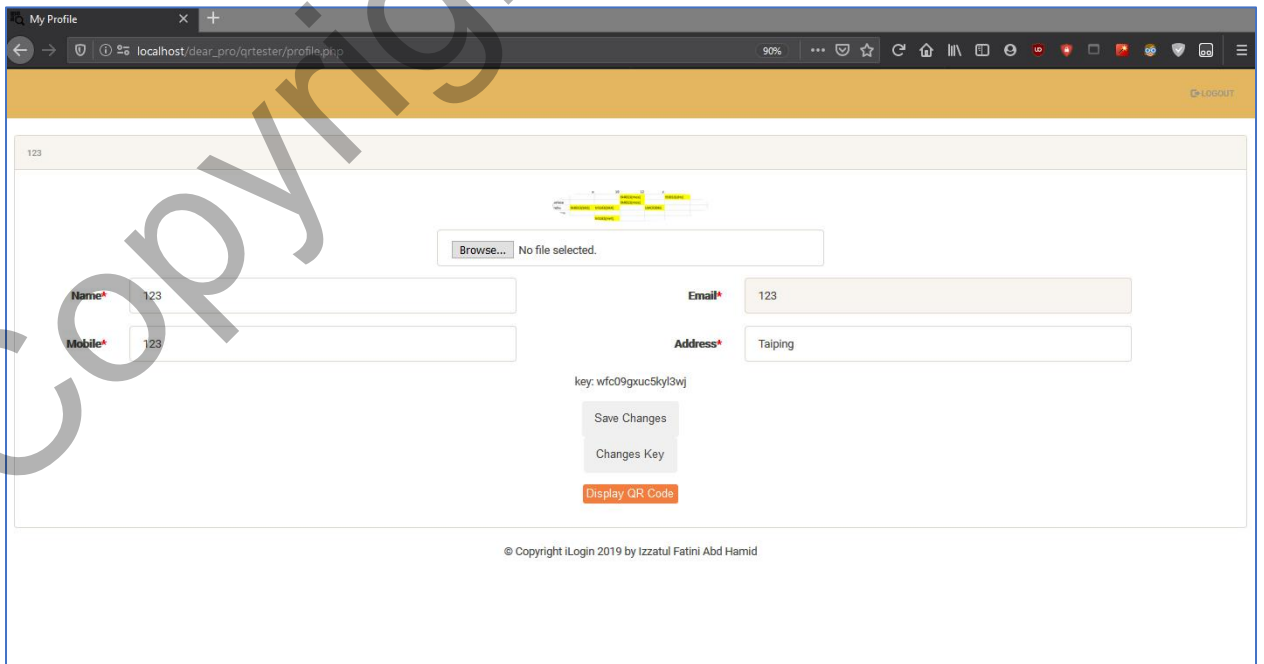 My Profile
localhost/dear_pro/qrtester/profile.php
90%
LOGOUT
123
Browse... No file selected.
Name* 123 Email* 123
Mobile* 123 Address* Taiping
key: wfc09gxuc5kyl3wj
Save Changes
Changes Key
Display QR Code
© Copyright iLogin 2019 by Izzatul Fatini Abd Hamid
Copyrig